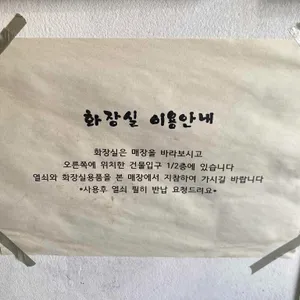 화장실 이용안내
화장실은 매장을 바라보시고
오른쪽에 위치한 건물입구 1/2층에 있습니다
열쇠와 화장실용품을 본 매장에서 지참하여 가시길 바랍니다
*사용후 열쇠 필히 반납 요청드려요*